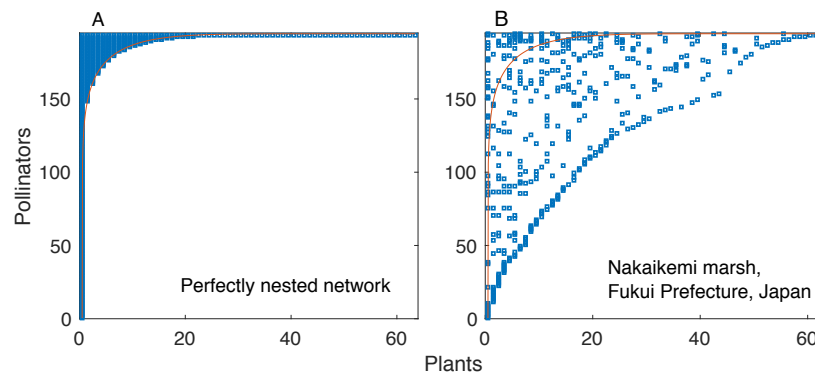 A
B
Pollinators
150
100
50
0
Perfectly nested network
0
20
40
60
150
100
50
0
Nakaikemi marsh,
Fukui Prefecture, Japan
0
20
40
60
Plants